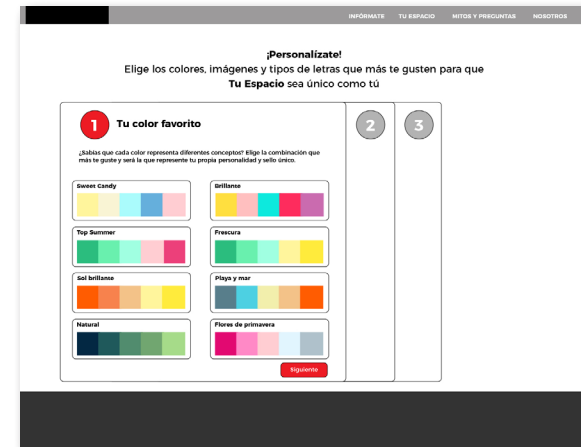 INFÓRMATE TU ESPACIO MITOS Y PREGUNTAS NOSOTROS
¡Personalízate!
Elige los colores, imágenes y tipos de letras que más te gusten para que
Tu Espacio sea único como tú
1 Tu color favorito
2
3
¿Sabías que cada color representa diferentes conceptos? Elige la combinación que
más te guste y será la que represente tu propia personalidad y sello único.
Sweet Candy
Brillante
Top Summer
Frescura
Sol brillante
Playa y mar
Natural
Flores de primavera
Siguiente